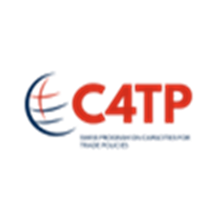 C4TP
SWISS PROGRAM ON CAPACITIES FOR
TRADE POLICIES